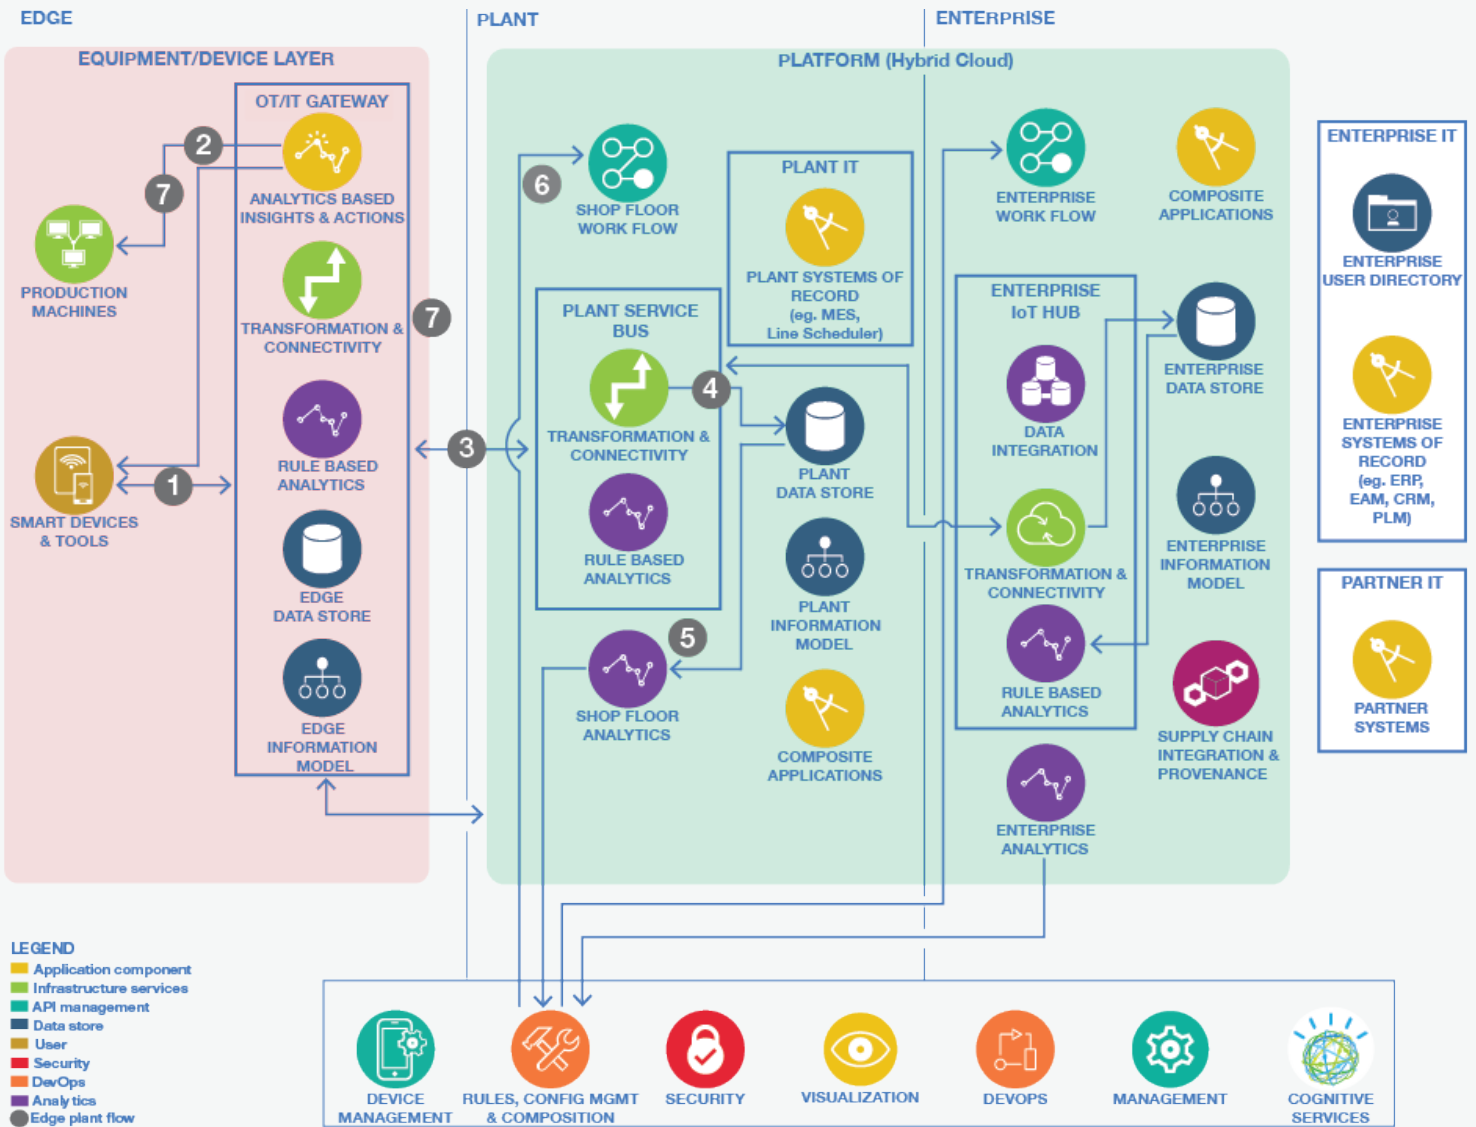 EDGE
PLANT
ENTERPRISE
EQUIPMENT/DEVICE LAYER
PLATFORM (Hybrid Cloud)
OT/IT GATEWAY
2
7
ANALYTICS BASED
INSIGHTS & ACTIONS
PRODUCTION
MACHINES
TRANSFORMATION &
CONNECTIVITY
7
RULE BASED
ANALYTICS
1
SMART DEVICES
& TOOLS
EDGE
DATA STORE
EDGE
INFORMATION
MODEL
3
6
SHOP FLOOR
WORK FLOW
PLANT IT
PLANT SYSTEMS OF
RECORD
(eg. MES,
Line Scheduler)
PLANT SERVICE
BUS
4
TRANSFORMATION &
CONNECTIVITY
RULE BASED
ANALYTICS
PLANT
DATA STORE
PLANT
INFORMATION
MODEL
5
SHOP FLOOR
ANALYTICS
COMPOSITE
APPLICATIONS
ENTERPRISE
WORK FLOW
COMPOSITE
APPLICATIONS
ENTERPRISE
IoT HUB
DATA
INTEGRATION
TRANSFORMATION &
CONNECTIVITY
RULE BASED
ANALYTICS
ENTERPRISE
DATA STORE
ENTERPRISE
INFORMATION
MODEL
SUPPLY CHAIN
INTEGRATION &
PROVENANCE
ENTERPRISE
ANALYTICS
ENTERPRISE IT
ENTERPRISE
USER DIRECTORY
ENTERPRISE
SYSTEMS OF
RECORD
(eg. ERP,
EAM, CRM,
PLM)
PARTNER IT
PARTNER
SYSTEMS
LEGEND
Application component
Infrastructure services
API management
Data store
User
Security
DevOps
Analytics
Edge plant flow
DEVICE
MANAGEMENT
RULES, CONFIG MGMT
& COMPOSITION
SECURITY
VISUALIZATION
DEVOPS
MANAGEMENT
COGNITIVE
SERVICES